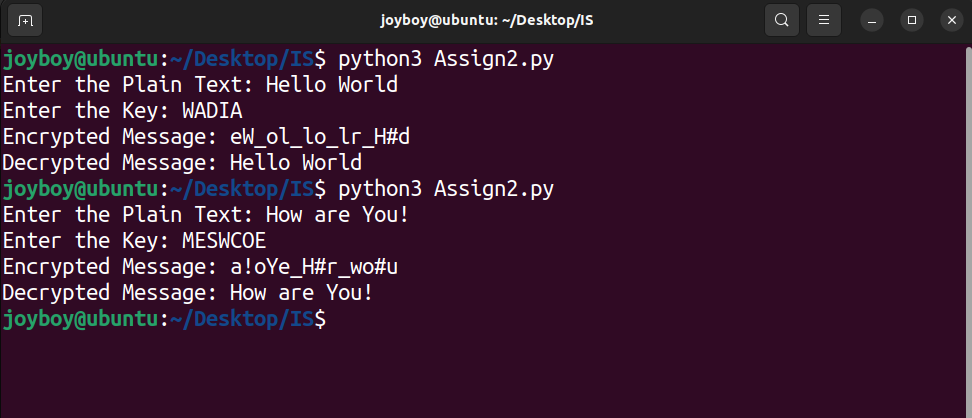 joyboy@ubuntu: ~/Desktop/IS
joyboy@ubuntu:~/Desktop/IS$ python3 Assign2.py
Enter the Plain Text: Hello World
Enter the Key: WADIA
Encrypted Message: eW_ol_lo_lr_H#d
Decrypted Message: Hello World
joyboy@ubuntu:~/Desktop/IS$ python3 Assign2.py
Enter the Plain Text: How are You!
Enter the Key: MESWCOE
Encrypted Message: a!oYe_H#r_wo#u
Decrypted Message: How are You!
joyboy@ubuntu:~/Desktop/IS$